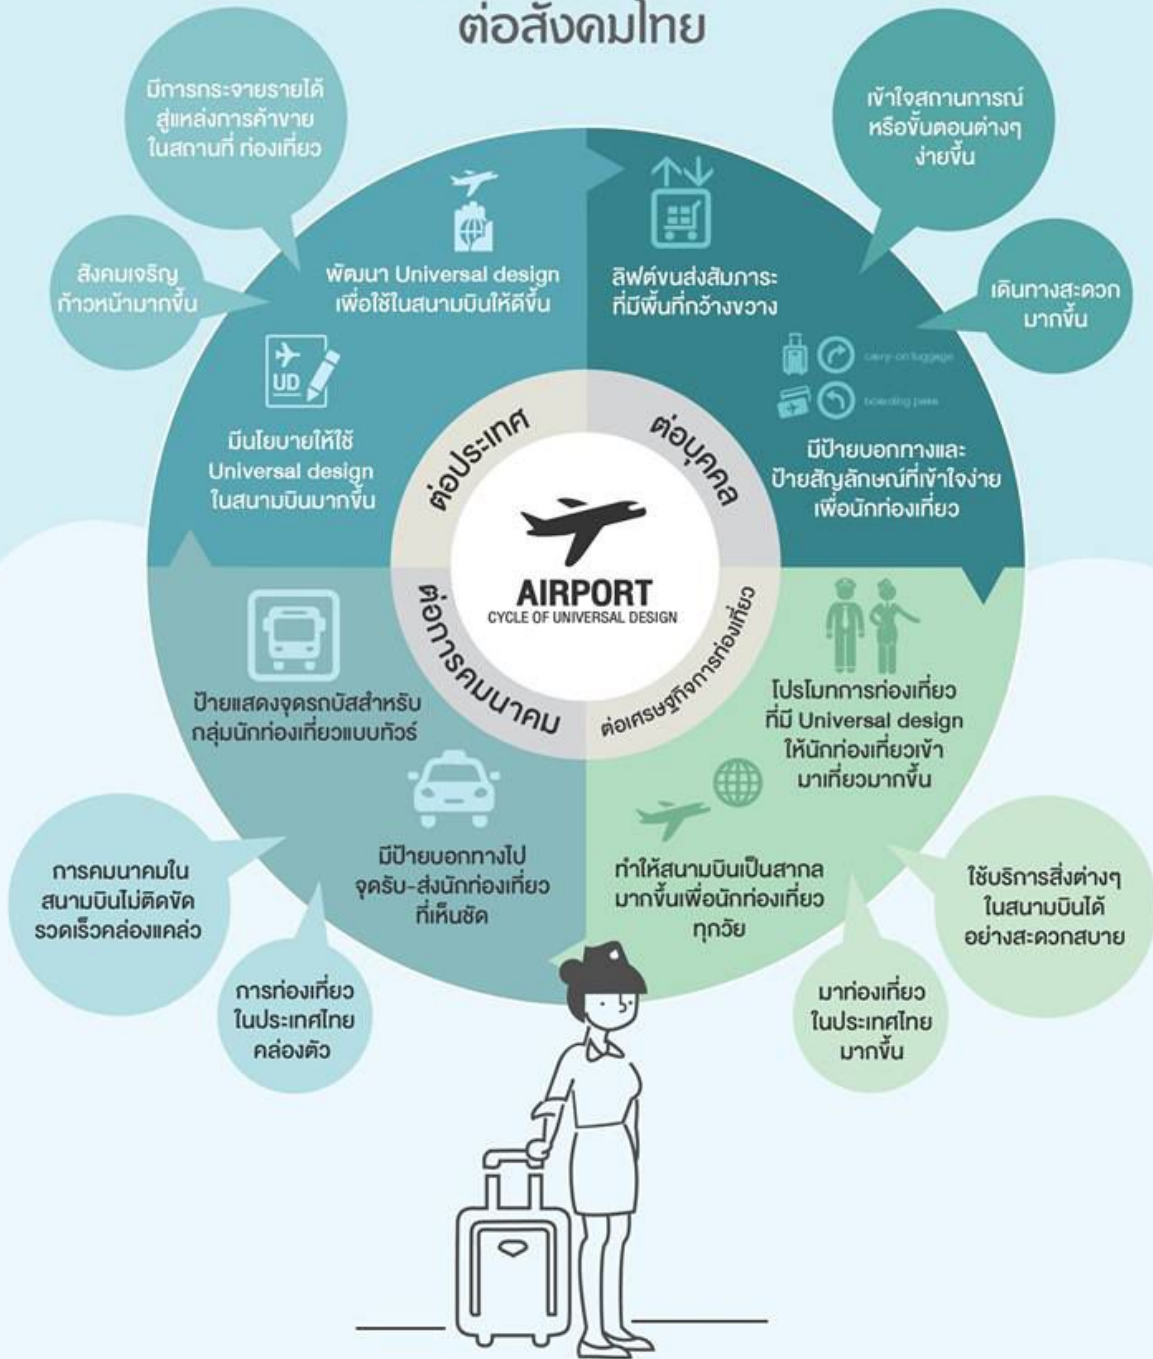 ต่อสังคมไทย
มีการกระจายรายได้
สู่แหล่งการค้าขาย
ในสถานที่ ท่องเที่ยว
สังคมเจริญ
ก้าวหน้ามากขึ้น
พัฒนา Universal design
เพื่อใช้ในสนามบินให้ดีขึ้น
UD
มีนโยบายให้ใช้
Universal design
ในสนามบินมากขึ้น
ต่อประเทศ
เข้าใจสถานการณ์
หรือขั้นตอนต่างๆ
ง่ายขึ้น
เดินทางสะดวก
มากขึ้น
ลิฟต์ขนส่งสัมภาระ
ที่มีพื้นที่กว้างขวาง
carry-on luggage
boarding pass
มีป้ายบอกทางและ
ป้ายสัญลักษณ์ที่เข้าใจง่าย
เพื่อนักท่องเที่ยว
ต่อบุคคล
AIRPORT
CYCLE OF UNIVERSAL DESIGN
ต่อการคมนาคม
ป้ายแสดงจุดรถบัสสำหรับ
กลุ่มนักท่องเที่ยวแบบทัวร์
มีป้ายบอกทางไป
จุดรับ-ส่งนักท่องเที่ยว
ที่เห็นชัด
การคมนาคมใน
สนามบินไม่ติดขัด
รวดเร็วคล่องแคล่ว
การท่องเที่ยว
ในประเทศไทย
คล่องตัว
ต่อเศรษฐกิจการท่องเที่ยว
โปรโมทการท่องเที่ยว
ที่มี Universal design
ให้นักท่องเที่ยวเข้า
มาเที่ยวมากขึ้น
ทำให้สนามบินเป็นสากล
มากขึ้นเพื่อนักท่องเที่ยว
ทุกวัย
ใช้บริการสิ่งต่างๆ
ในสนามบินได้
อย่างสะดวกสบาย
มาท่องเที่ยว
ในประเทศไทย
มากขึ้น